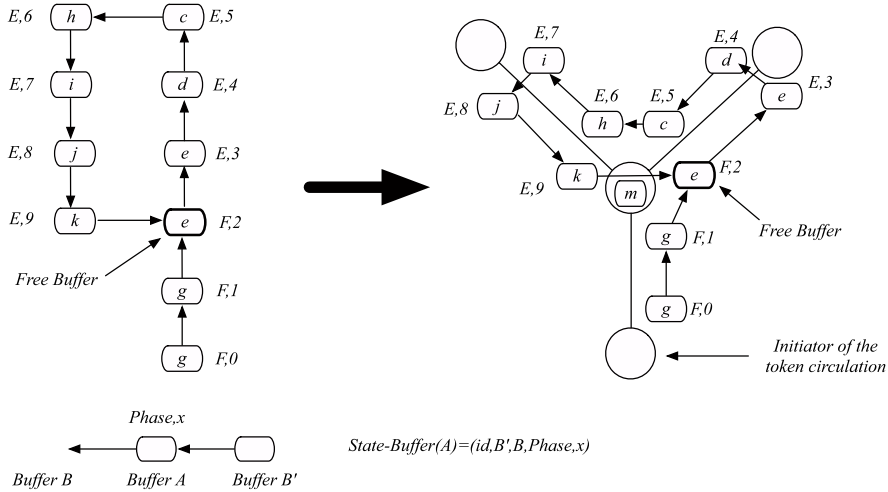 E,6 h c E,5
E,7 i d E,4
E,8 j e E,3
E,9 k e F,2
Free Buffer
g F,1
g F,0
E,7 i
E,4 d
E,3 e
E,8 j
E,6 h
E,5 c
E,9 k
m
e F,2
g F,1
Free Buffer
g F,0
Initiator of the
token circulation
Phase,x
Buffer B Buffer A Buffer B'
State-Buffer(A)=(id,B',B,Phase,x)